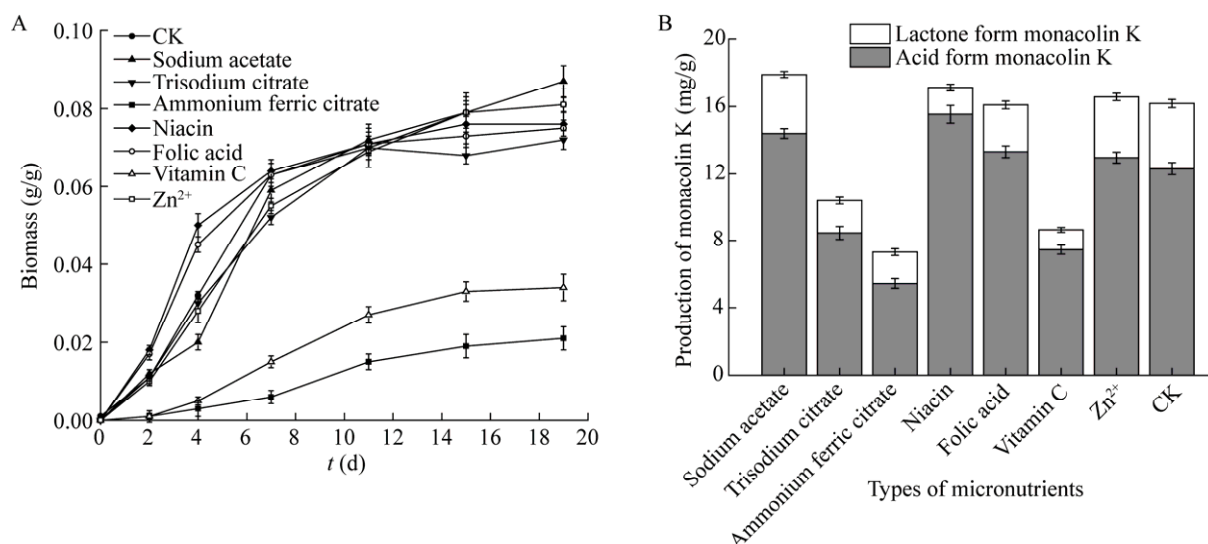 A
CK
Sodium acetate
Trisodium citrate
Ammonium ferric citrate
Niacin
Folic acid
Vitamin C
Zn²⁺
Biomass (g/g)
0.10
0.08
0.06
0.04
0.02
0.00
0 2 4 6 8 10 12 14 16 18 20
t (d)
B
Lactone form monacolin K
Acid form monacolin K
Production of monacolin K (mg/g)
20
16
12
8
4
0
Sodium acetate
Trisodium citrate
Ammonium ferric citrate
Niacin
Folic acid
Vitamin C
Zn²⁺
CK
Types of micronutrients